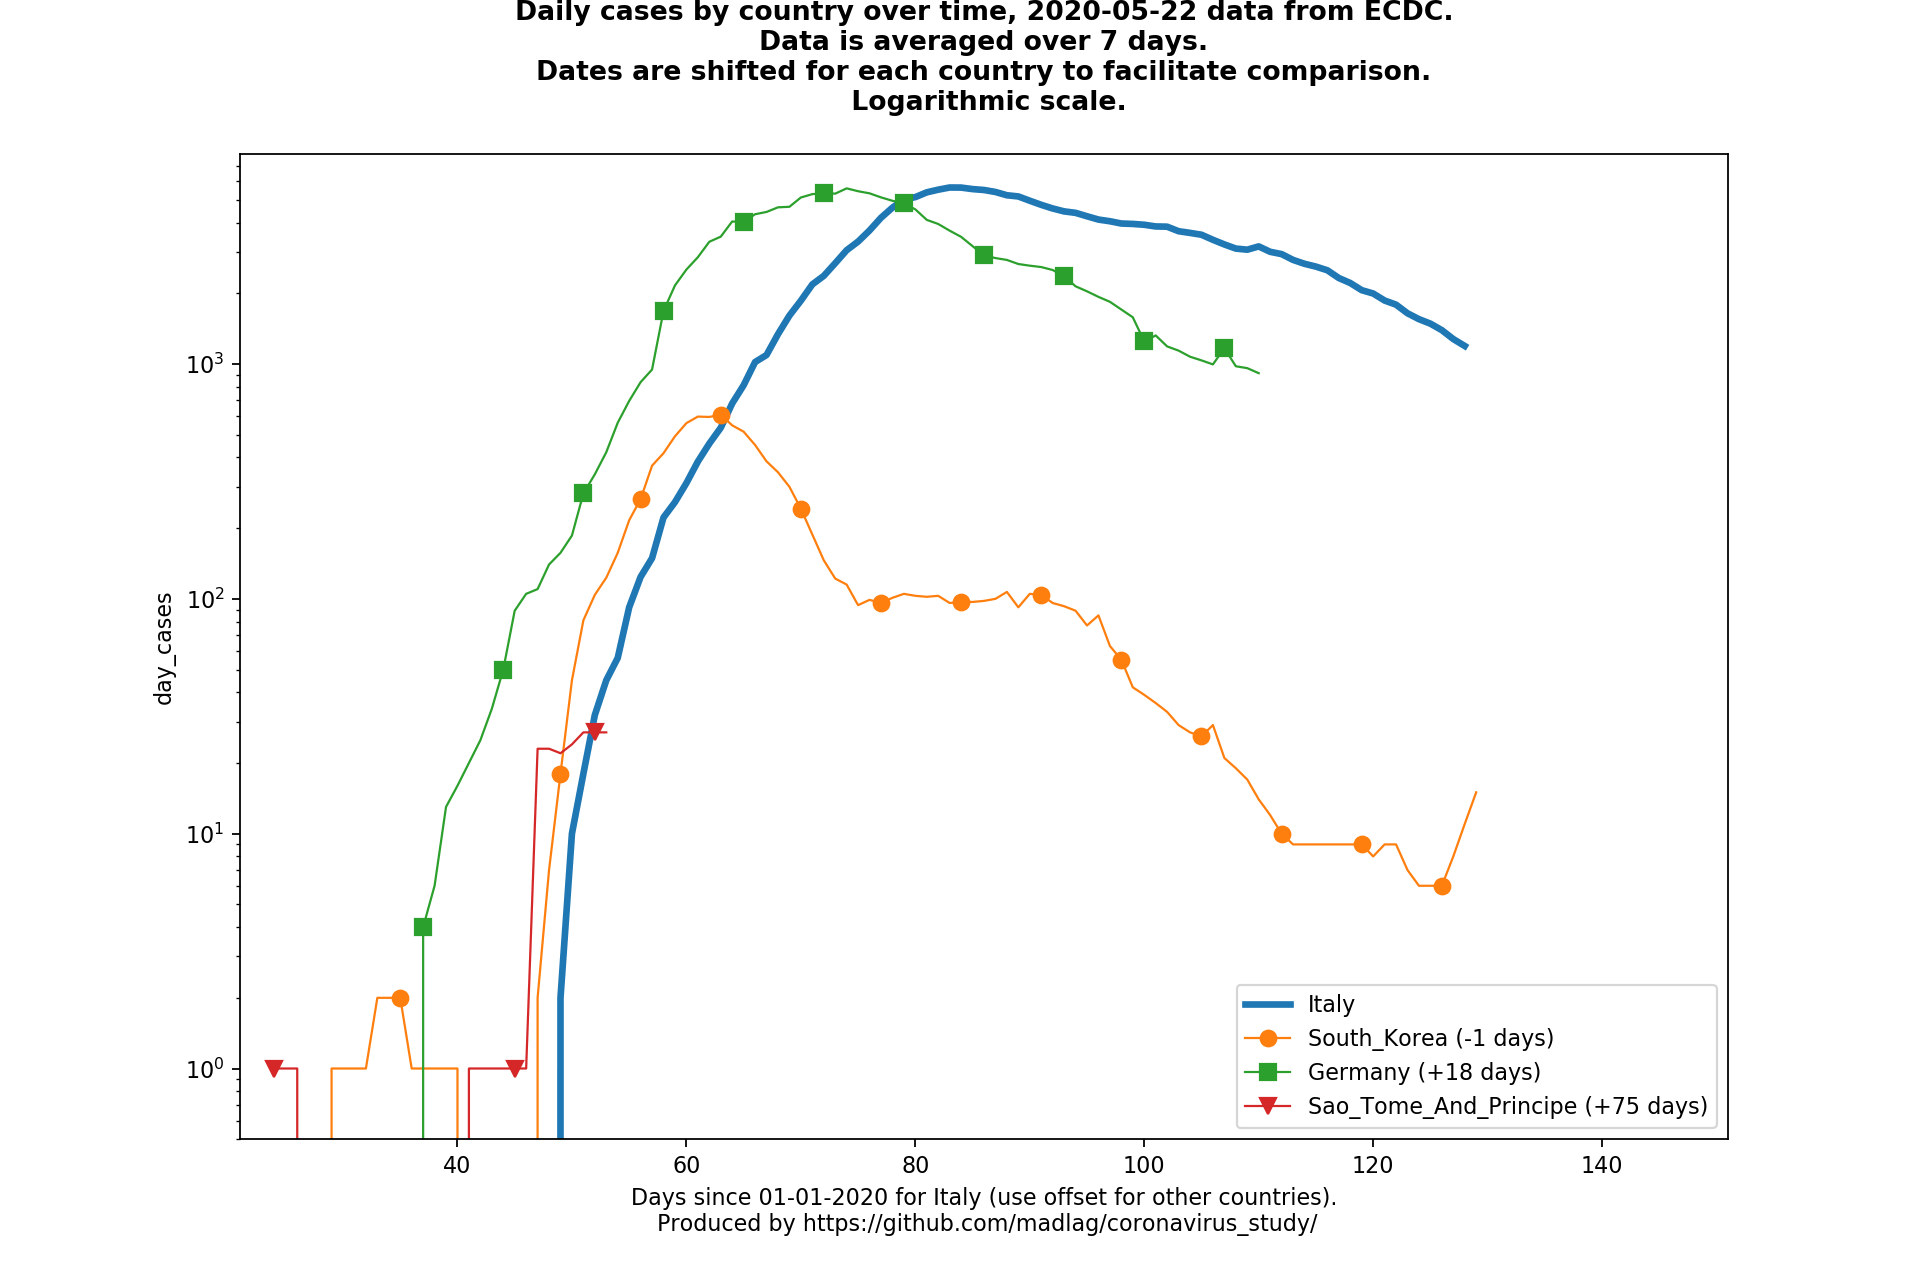 Daily cases by country over time, 2020-05-22 data from ECDC.
Data is averaged over 7 days.
Dates are shifted for each country to facilitate comparison.
Logarithmic scale.
day_cases
10³
10²
10¹
10⁰
Italy
South_Korea (-1 days)
Germany (+18 days)
Sao_Tome_And_Principe (+75 days)
40 60 80 100 120 140
Days since 01-01-2020 for Italy (use offset for other countries).
Produced by https://github.com/madlag/coronavirus_study/